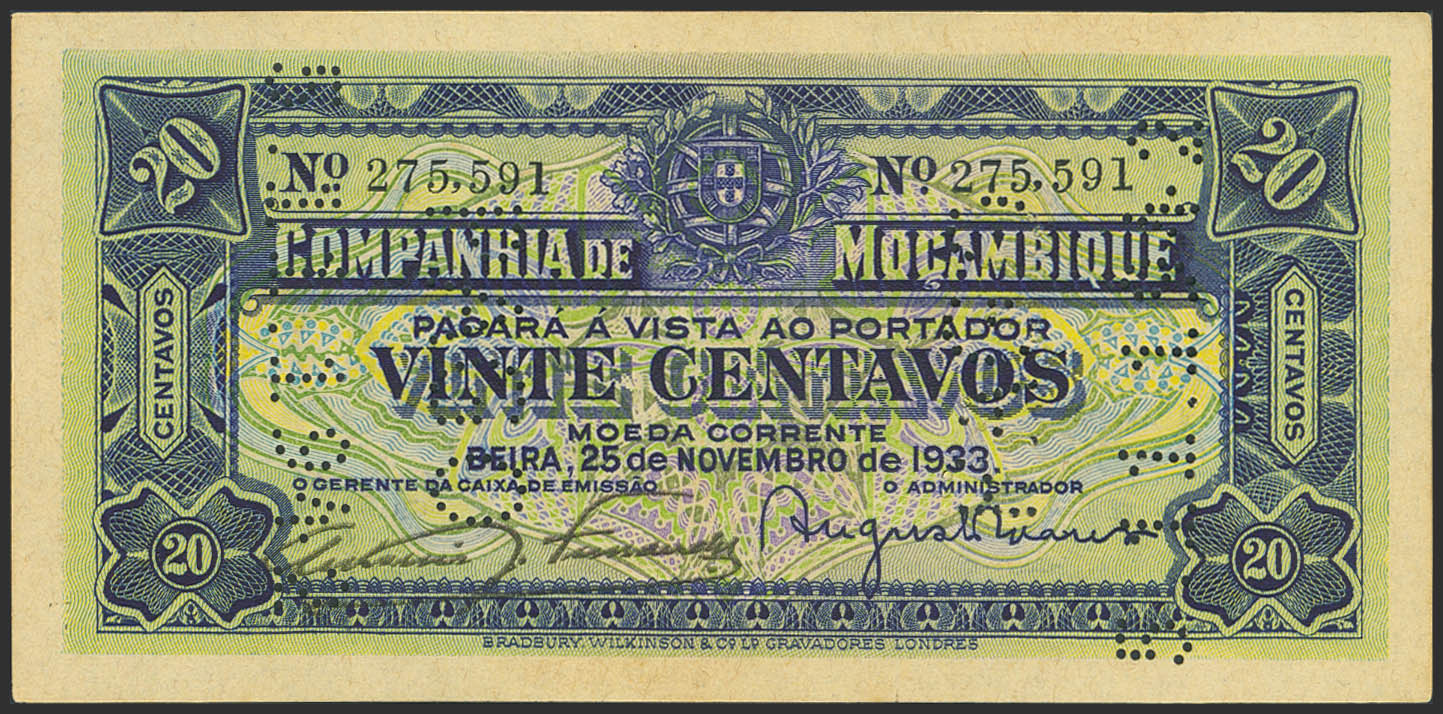 20
20
Nº 275,591
Nº 275,591
COMPANHIA DE MOÇAMBIQUE
PAGARÁ Á VISTA AO PORTADOR
VINTE CENTAVOS
MOEDA CORRENTE
BEIRA, 25 de NOVEMBRO de 1933.
O GERENTE DA CAIXA DE EMISSÃO
O ADMINISTRADOR
CENTAVOS
CENTAVOS
20
20
BRADBURY, WILKINSON & Cº Lᴰ GRAVADORES LONDRES